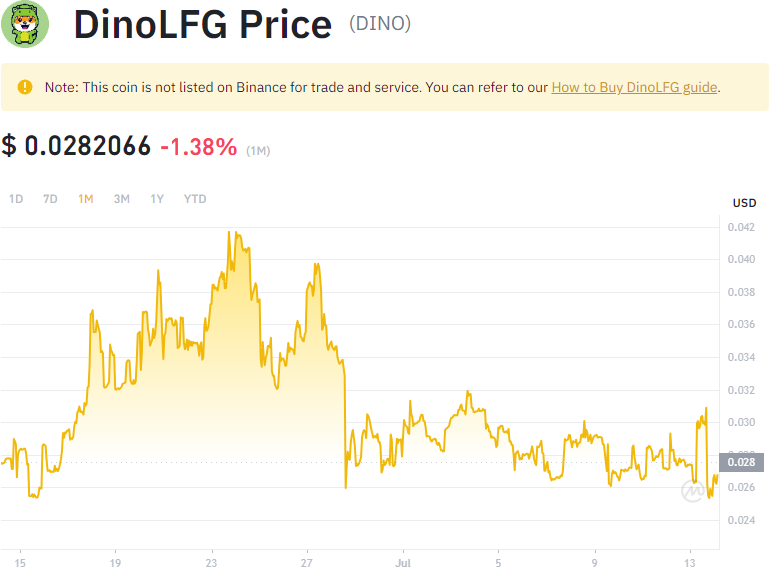 DinoLFG Price (DINO)
Note: This coin is not listed on Binance for trade and service. You can refer to our How to Buy DinoLFG guide.
$ 0.0282066 -1.38% (1M)
1D 7D 1M 3M 1Y YTD
USD
0.042
0.040
0.038
0.036
0.034
0.032
0.030
0.028
0.026
0.024
15 19 23 27 Jul 5 9 13